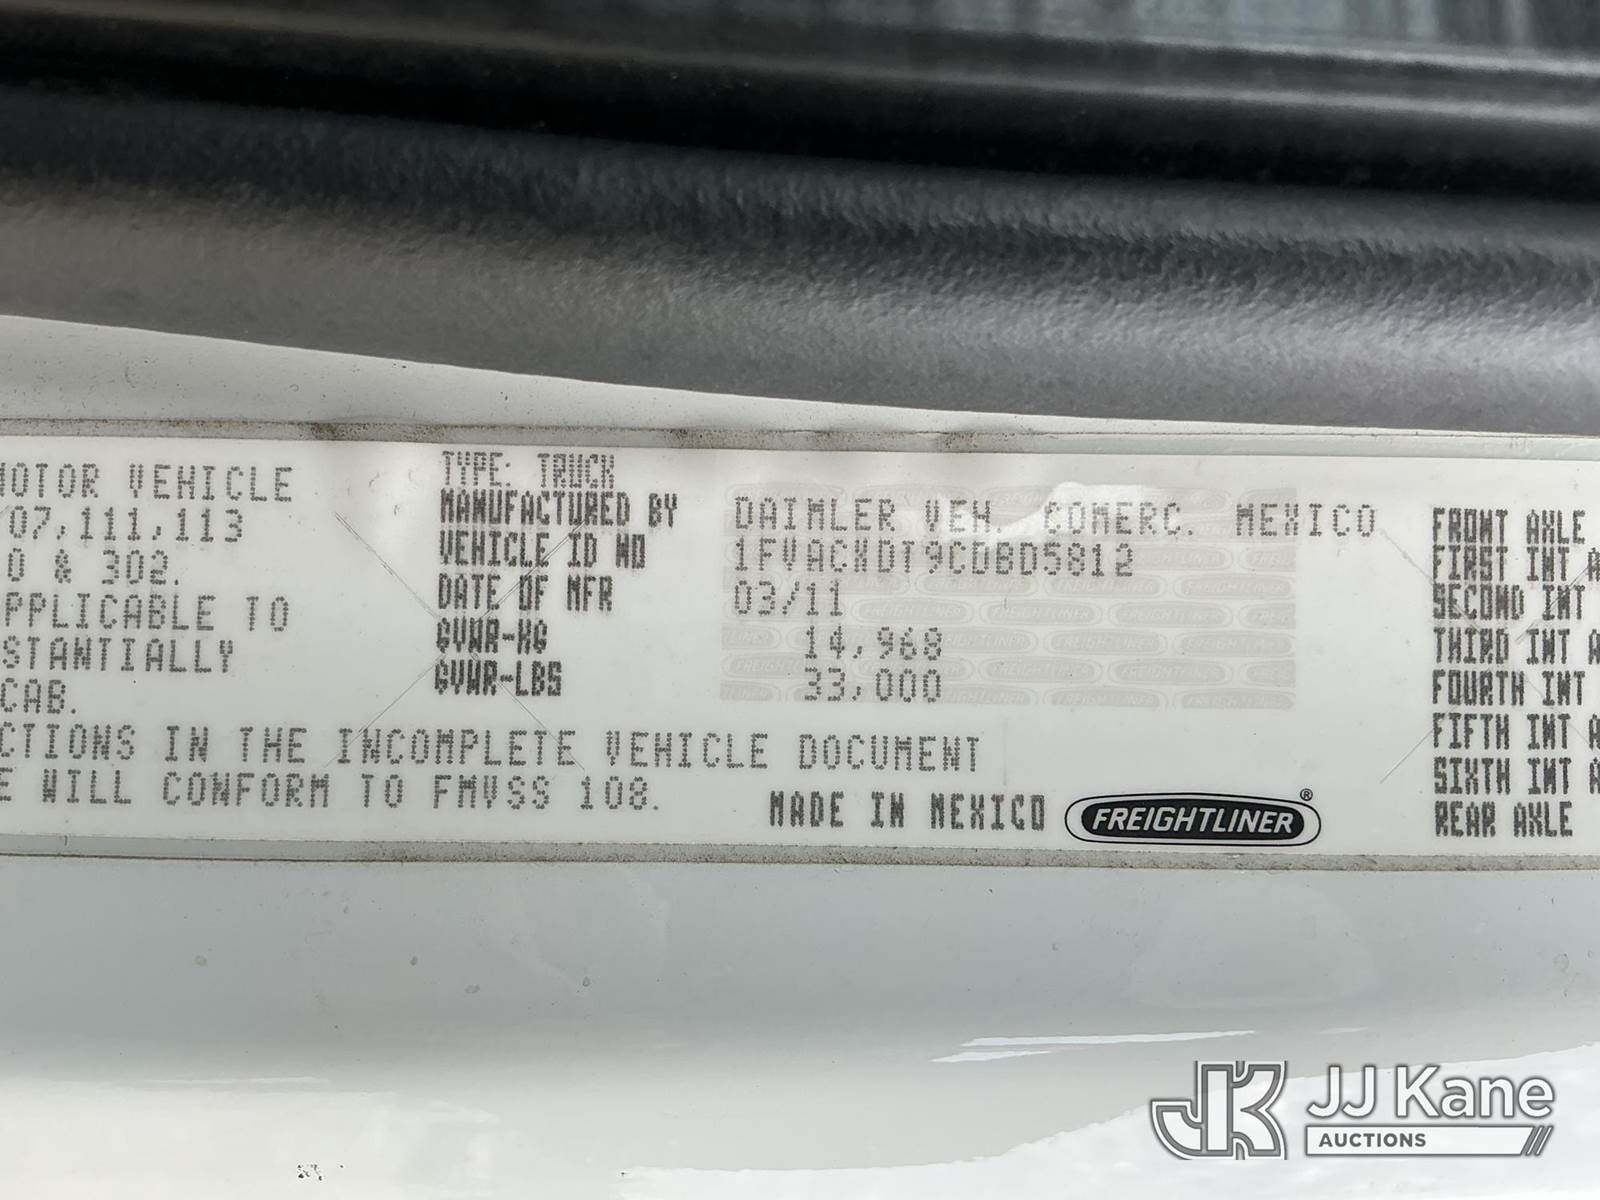 MOTOR VEHICLE
07,111,113
0 & 302.
PPLICABLE TO
STANTIALLY
CAB.
CTIONS IN THE INCOMPLETE VEHICLE DOCUMENT
E WILL CONFORM TO FMVSS 108.
TYPE: TRUCK
MANUFACTURED BY DAIMLER VEH. COMERC. MEXICO
VEHICLE ID NO 1FVACXDT9CDBD5812
DATE OF MFR 03/11
GVWR-KG 14,968
GVWR-LBS 33,000
MADE IN MEXICO FREIGHTLINER®
FRONT AXLE
FIRST INT A
SECOND INT
THIRD INT A
FOURTH INT
FIFTH INT A
SIXTH INT A
REAR AXLE
JK JJ Kane
AUCTIONS